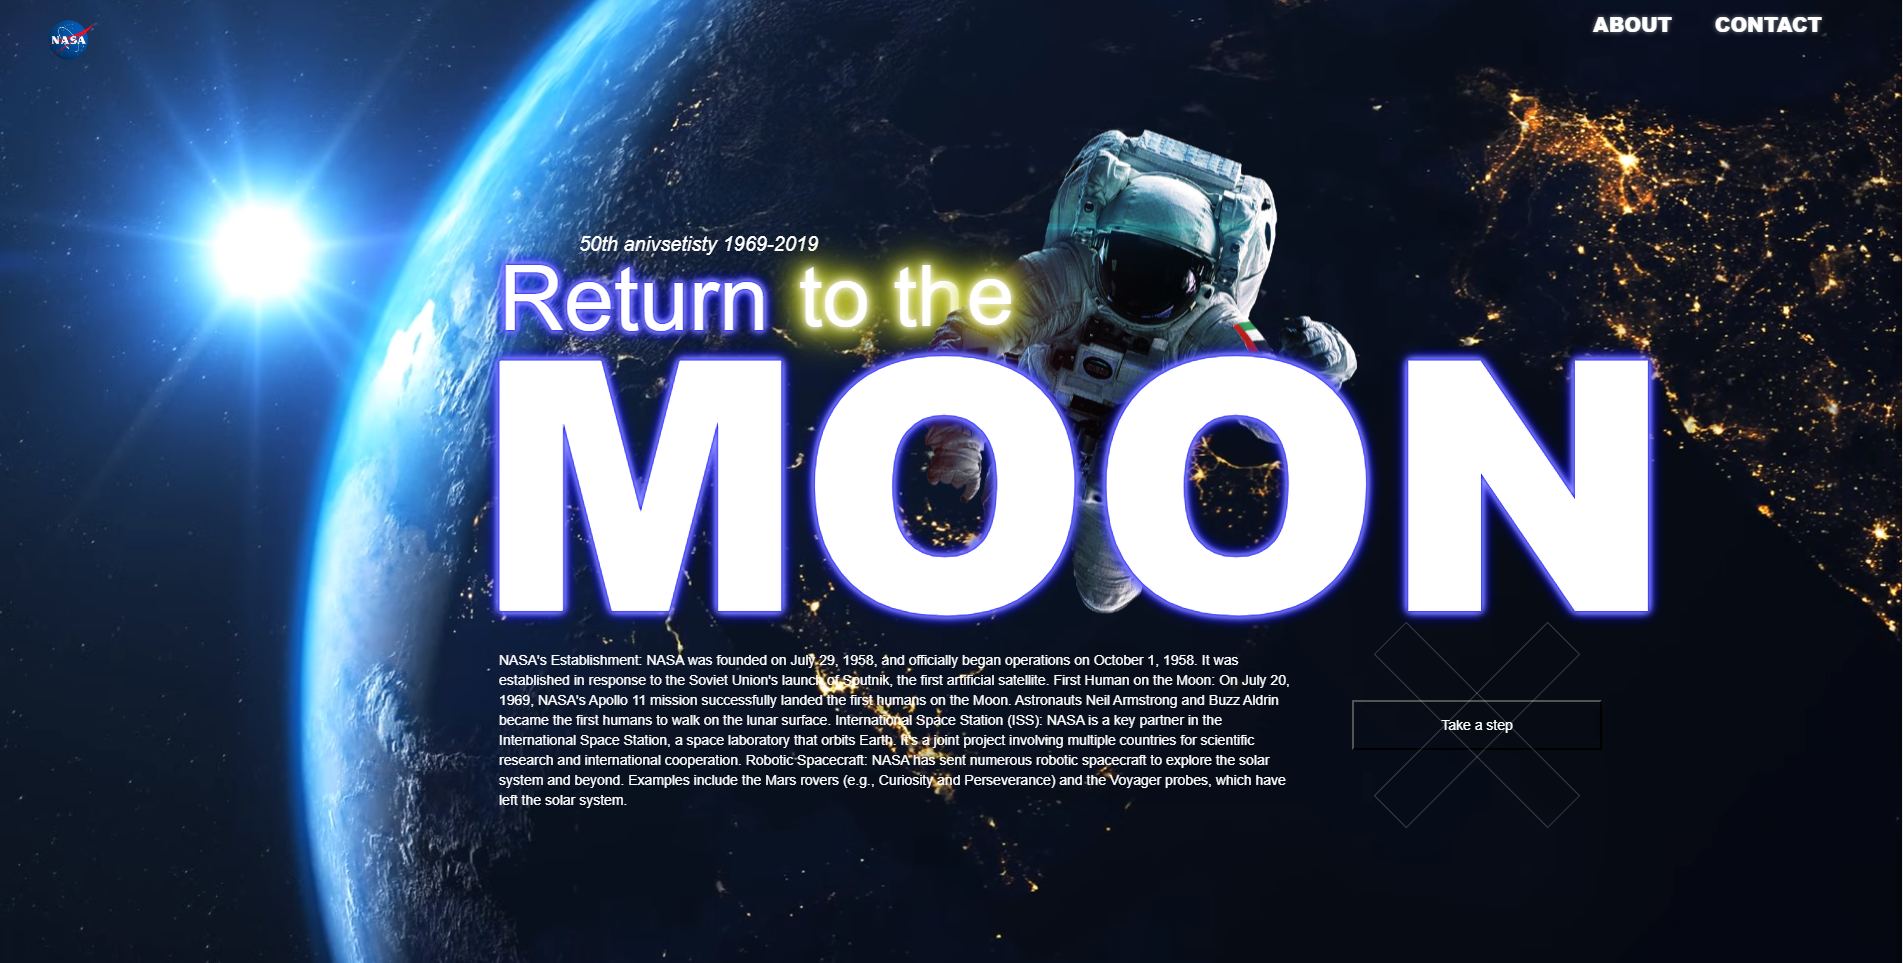 NASA
ABOUT CONTACT
50th anivsetisty 1969-2019
Return to the
MOON
NASA's Establishment: NASA was founded on July 29, 1958, and officially began operations on October 1, 1958. It was
established in response to the Soviet Union's launch of Sputnik, the first artificial satellite. First Human on the Moon: On July 20,
1969, NASA's Apollo 11 mission successfully landed the first humans on the Moon. Astronauts Neil Armstrong and Buzz Aldrin
became the first humans to walk on the lunar surface. International Space Station (ISS): NASA is a key partner in the
International Space Station, a space laboratory that orbits Earth. It's a joint project involving multiple countries for scientific
research and international cooperation. Robotic Spacecraft: NASA has sent numerous robotic spacecraft to explore the solar
system and beyond. Examples include the Mars rovers (e.g., Curiosity and Perseverance) and the Voyager probes, which have
left the solar system.
Take a step